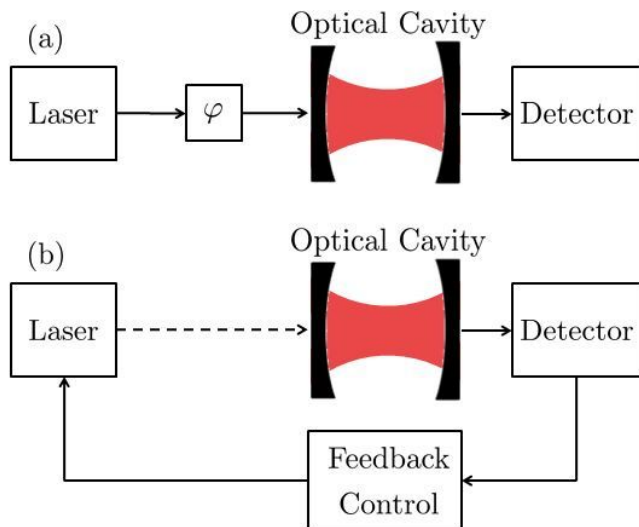 (a)
Optical Cavity
Laser
φ
Detector
(b)
Optical Cavity
Laser
Detector
Feedback
Control